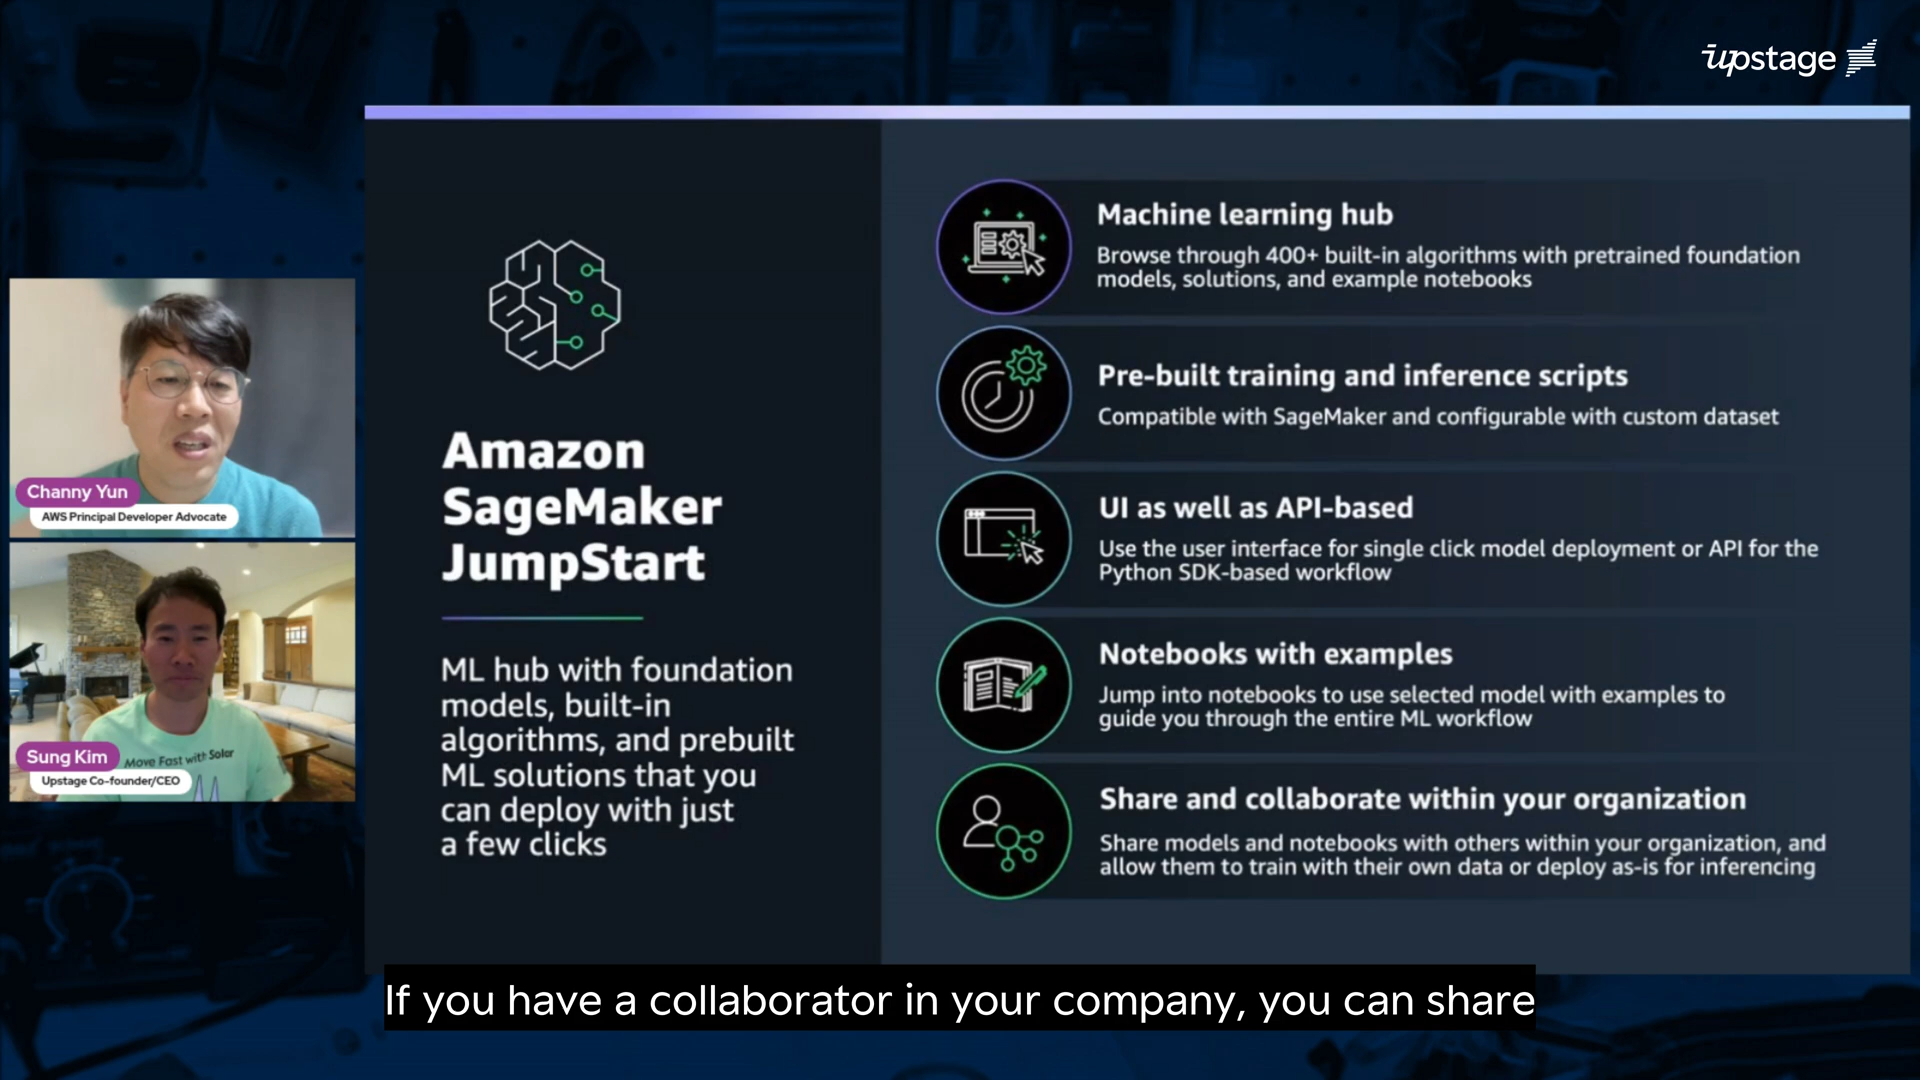 upstage
Amazon
SageMaker
JumpStart
ML hub with foundation
models, built-in
algorithms, and prebuilt
ML solutions that you
can deploy with just
a few clicks
Machine learning hub
Browse through 400+ built-in algorithms with pretrained foundation
models, solutions, and example notebooks
Pre-built training and inference scripts
Compatible with SageMaker and configurable with custom dataset
UI as well as API-based
Use the user interface for single click model deployment or API for the
Python SDK-based workflow
Notebooks with examples
Jump into notebooks to use selected model with examples to
guide you through the entire ML workflow
Share and collaborate within your organization
Share models and notebooks with others within your organization, and
allow them to train with their own data or deploy as-is for inferencing
Channy Yun
AWS Principal Developer Advocate
Move Fast with Solar
Sung Kim
Upstage Co-founder/CEO
If you have a collaborator in your company, you can share